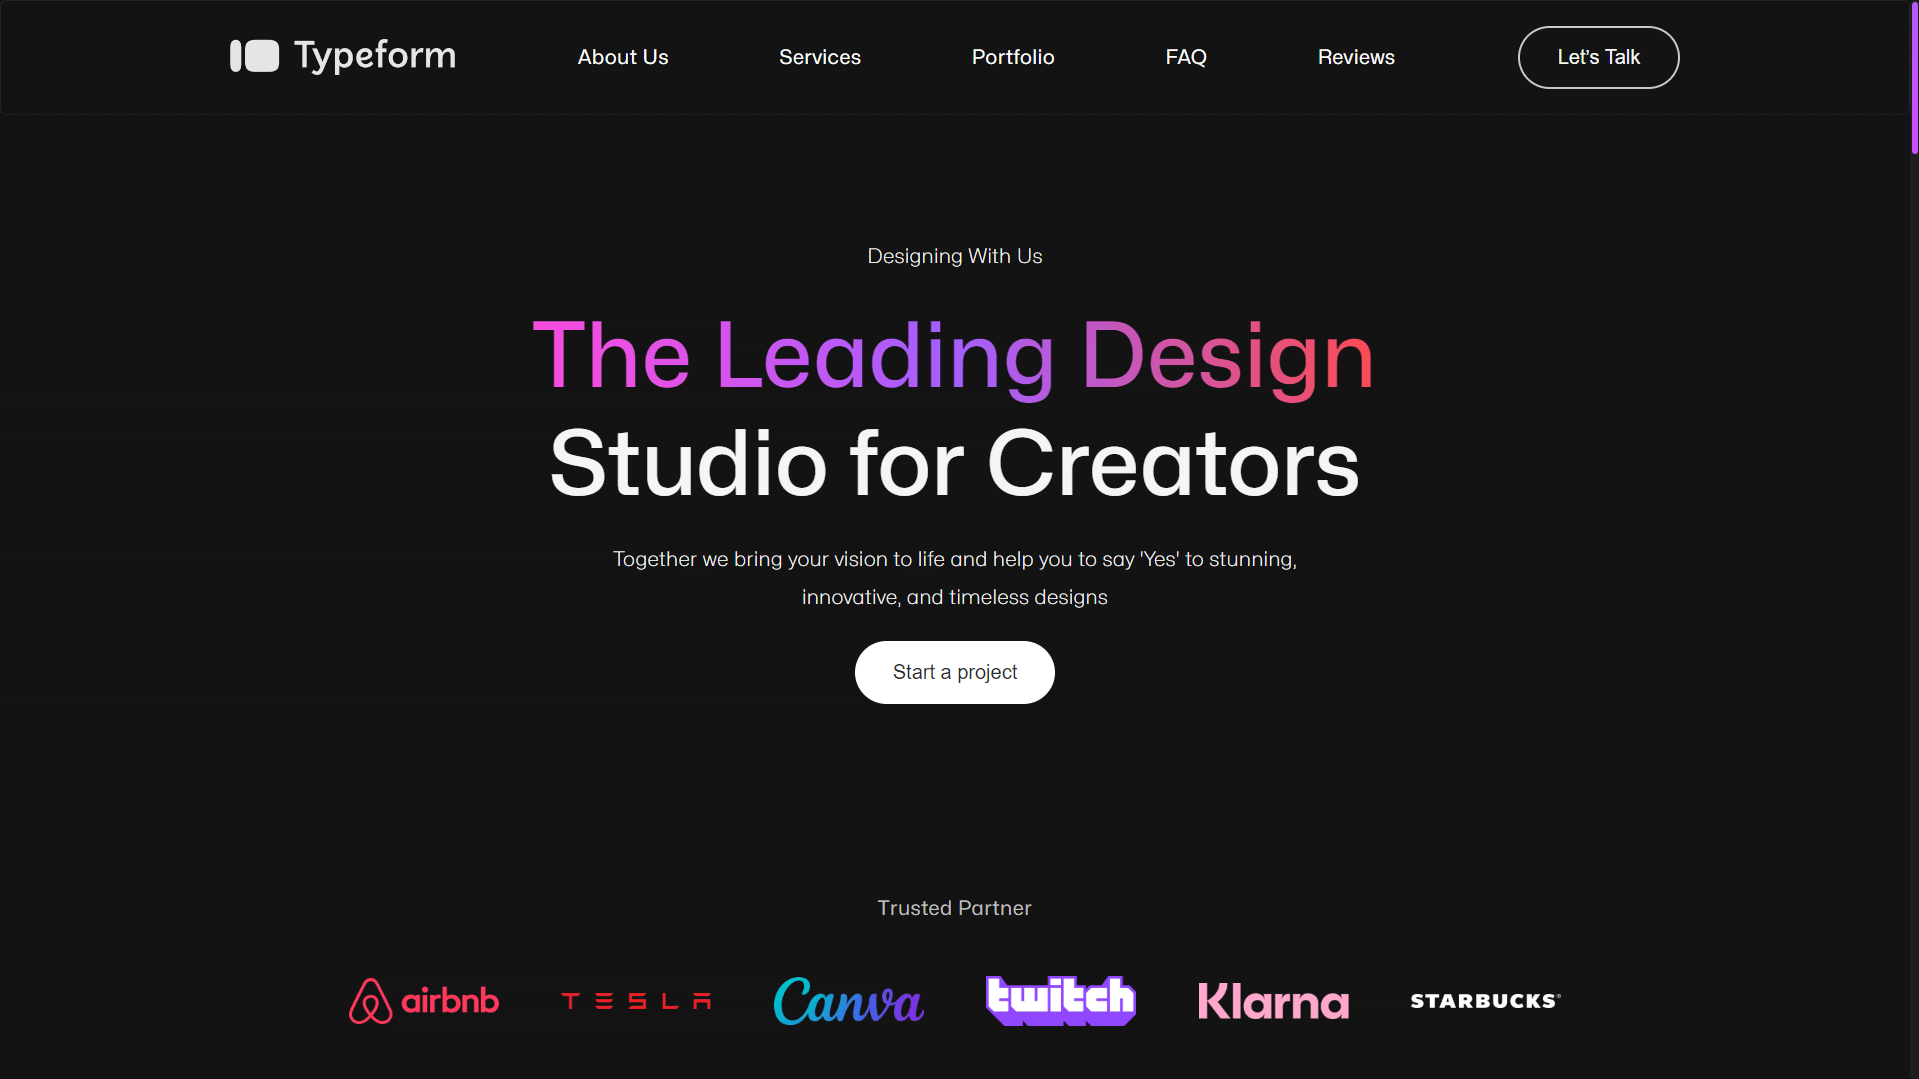 Typeform
About Us
Services
Portfolio
FAQ
Reviews
Let's Talk
Designing With Us
The Leading Design
Studio for Creators
Together we bring your vision to life and help you to say 'Yes' to stunning,
innovative, and timeless designs
Start a project
Trusted Partner
airbnb
TESLA
Canva
twitch
Klarna
STARBUCKS®